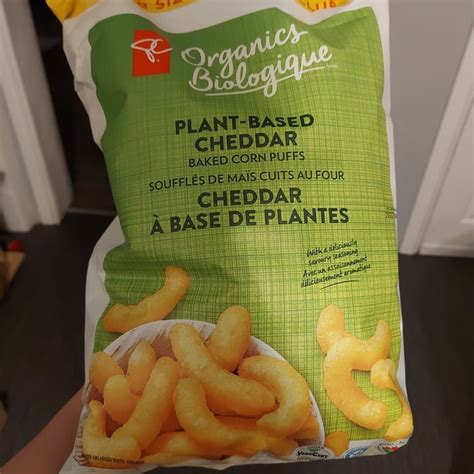 PC
Organics
Biologique
PLANT-BASED
CHEDDAR
BAKED CORN PUFFS
SOUFFLÉS DE MAÏS CUITS AU FOUR
CHEDDAR
À BASE DE PLANTES
With a deliciously
savoury seasoning
Avec un assaisonnement
délicieusement aromatique